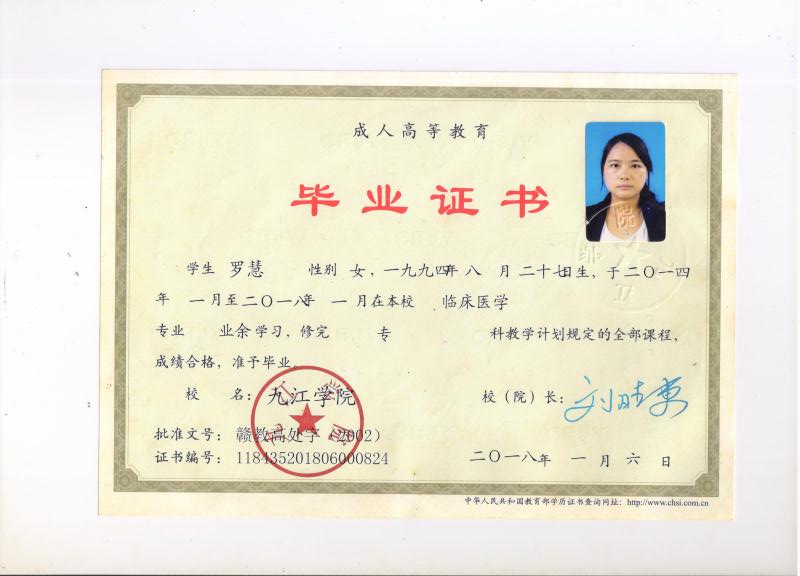 成人高等教育
毕业证书
学生 罗慧 性别 女，一九九四年 八 月 二十七日生，于二〇一四
年 一月至二〇一八年 一 月在本校 临床医学
专业 业余 学习，修完 专 科教学计划规定的全部课程，
成绩合格，准予毕业。
校 名：九江学院 校（院）长：
批准文号：赣教高处字（2002）
证书编号：118435201806000824 二〇一八年 一 月 六 日
中华人民共和国教育部学历证书查询网址：http://www.chsi.com.cn